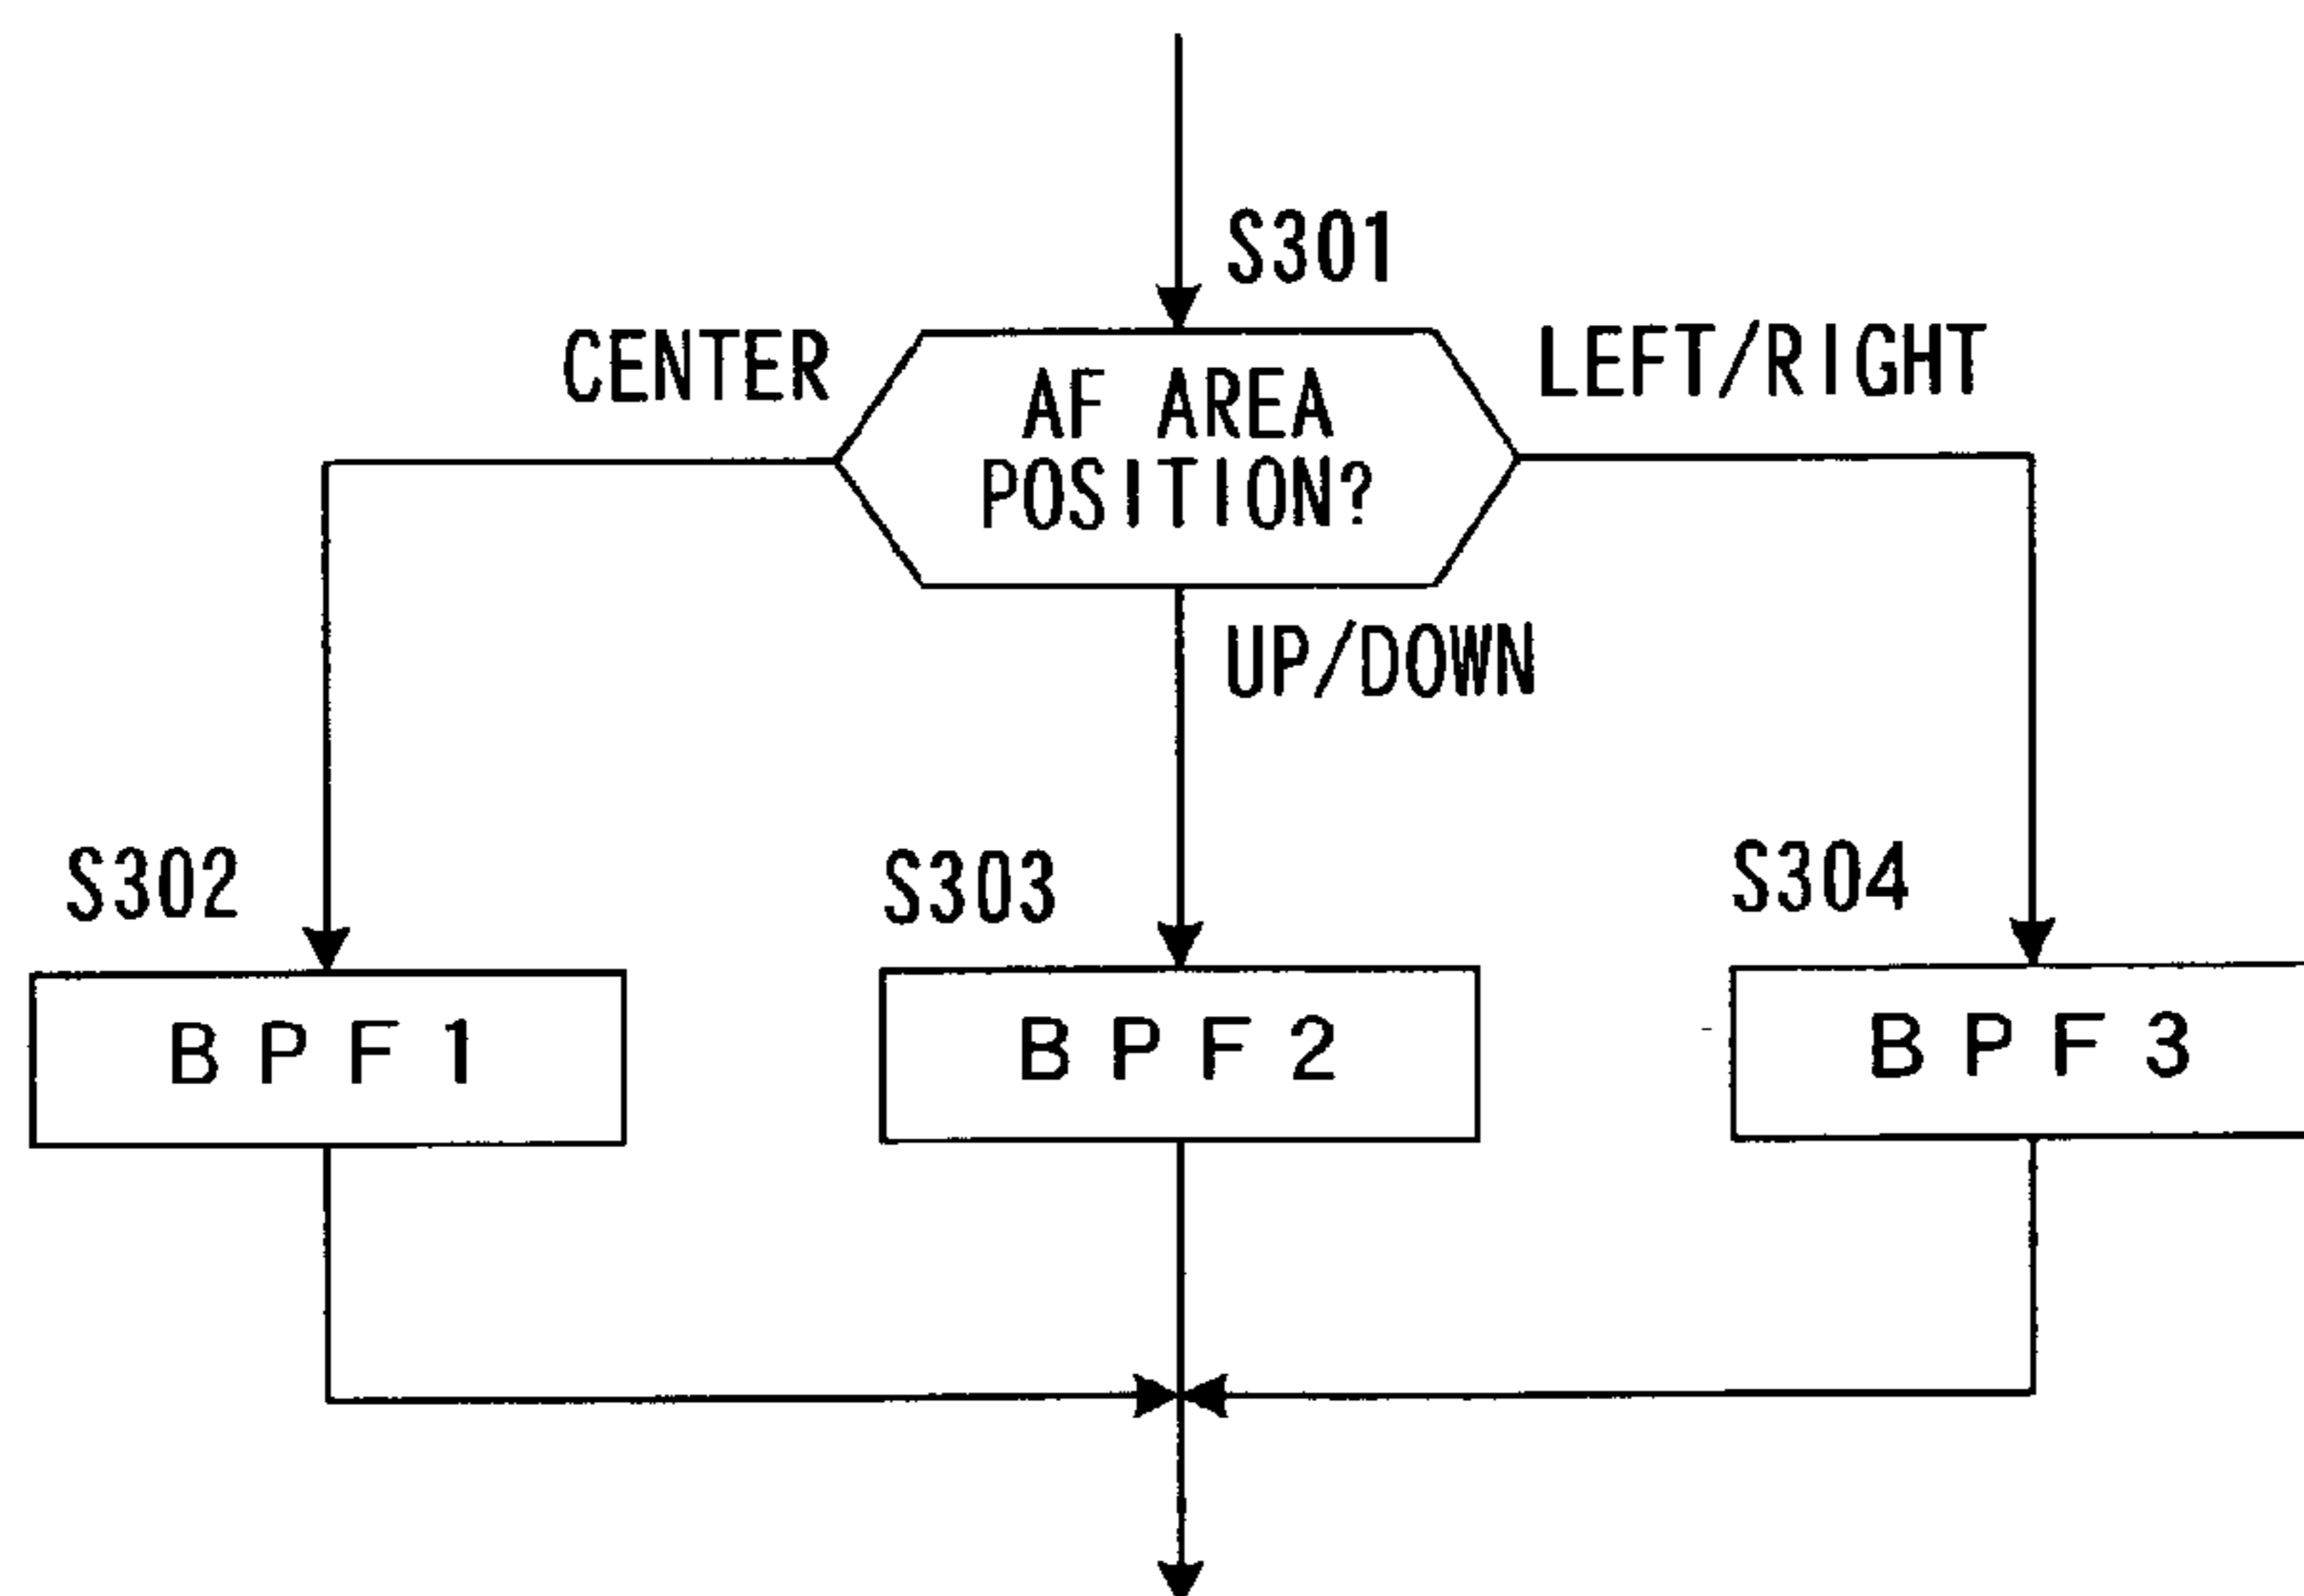 S301
CENTER
AF AREA
POSITION?
LEFT/RIGHT
UP/DOWN
S302
S303
S304
BPF1
BPF2
BPF3